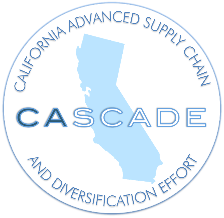 CALIFORNIA ADVANCED SUPPLY CHAIN
CASCADE
AND DIVERSIFICATION EFFORT